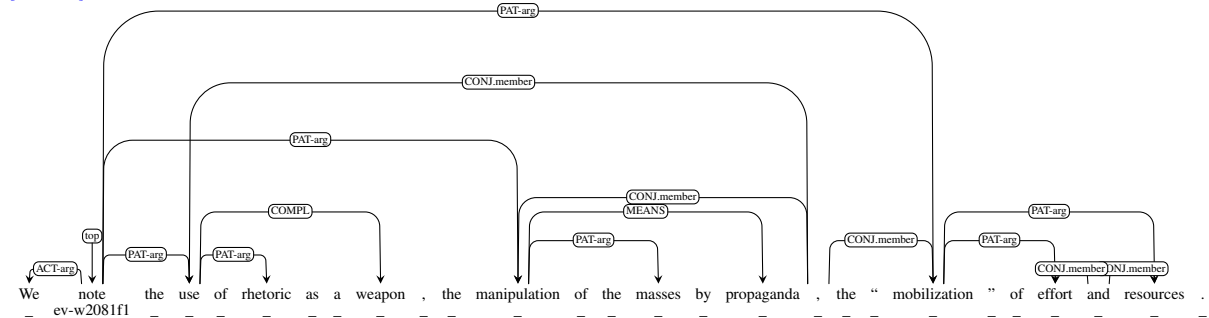 PAT-arg
CONJ.member
PAT-arg
CONJ.member
COMPL MEANS PAT-arg
top
PAT-arg CONJ.member PAT-arg
PAT-arg PAT-arg
ACT-arg CONJ.member ONJ.member
We note the use of rhetoric as a weapon , the manipulation of the masses by propaganda , the “ mobilization ” of effort and resources .
_ ev-w2081f1 _ _ _ _ _ _ _ _ _ _ _ _ _ _ _ _ _ _ _ _ _ _ _ _ _ _